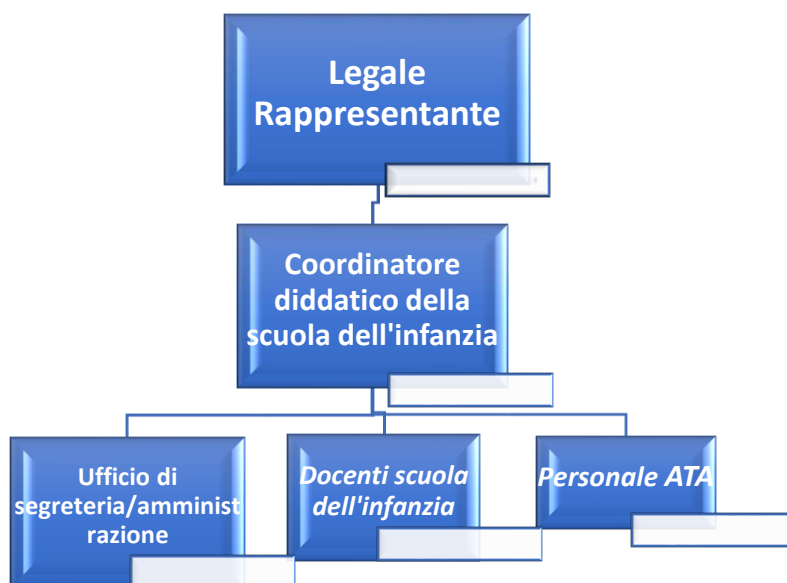 Legale
Rappresentante
Coordinatore
diddatico della
scuola dell'infanzia
Ufficio di
segreteria/amminist
razione
Docenti scuola
dell'infanzia
Personale ATA